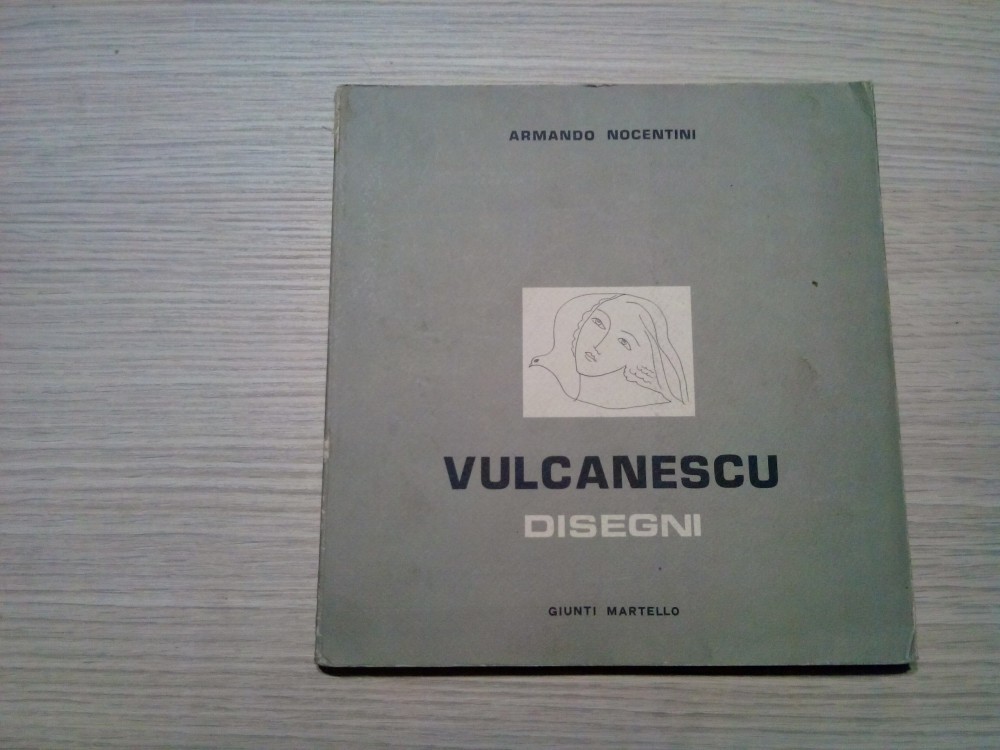 ARMANDO NOCENTINI
VULCANESCU
DISEGNI
GIUNTI MARTELLO